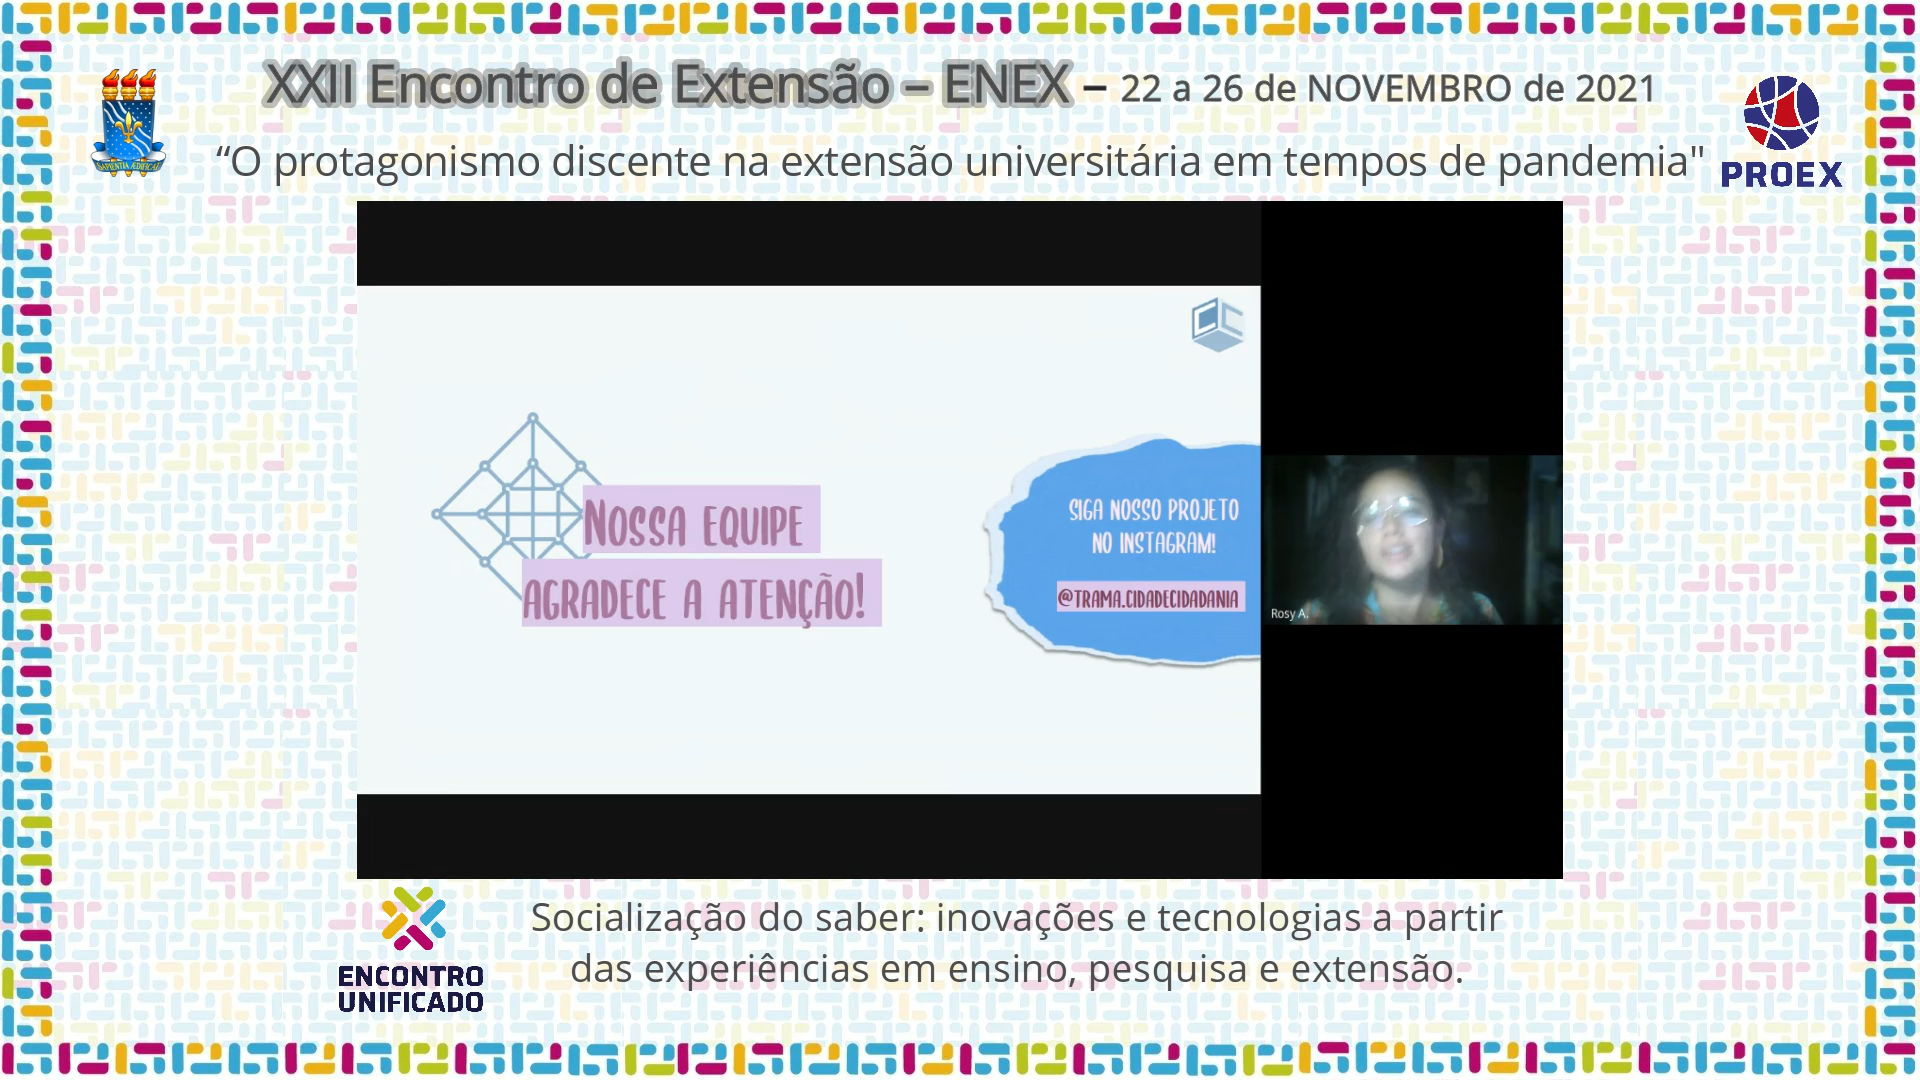 XXII Encontro de Extensão – ENEX – 22 a 26 de NOVEMBRO de 2021
“O protagonismo discente na extensão universitária em tempos de pandemia"
PROEX
NOSSA EQUIPE
AGRADECE A ATENÇÃO!
SIGA NOSSO PROJETO
NO INSTAGRAM!
@TRAMA.CIDADECIDADANIA
Rosy A.
ENCONTRO
UNIFICADO
Socialização do saber: inovações e tecnologias a partir
das experiências em ensino, pesquisa e extensão.